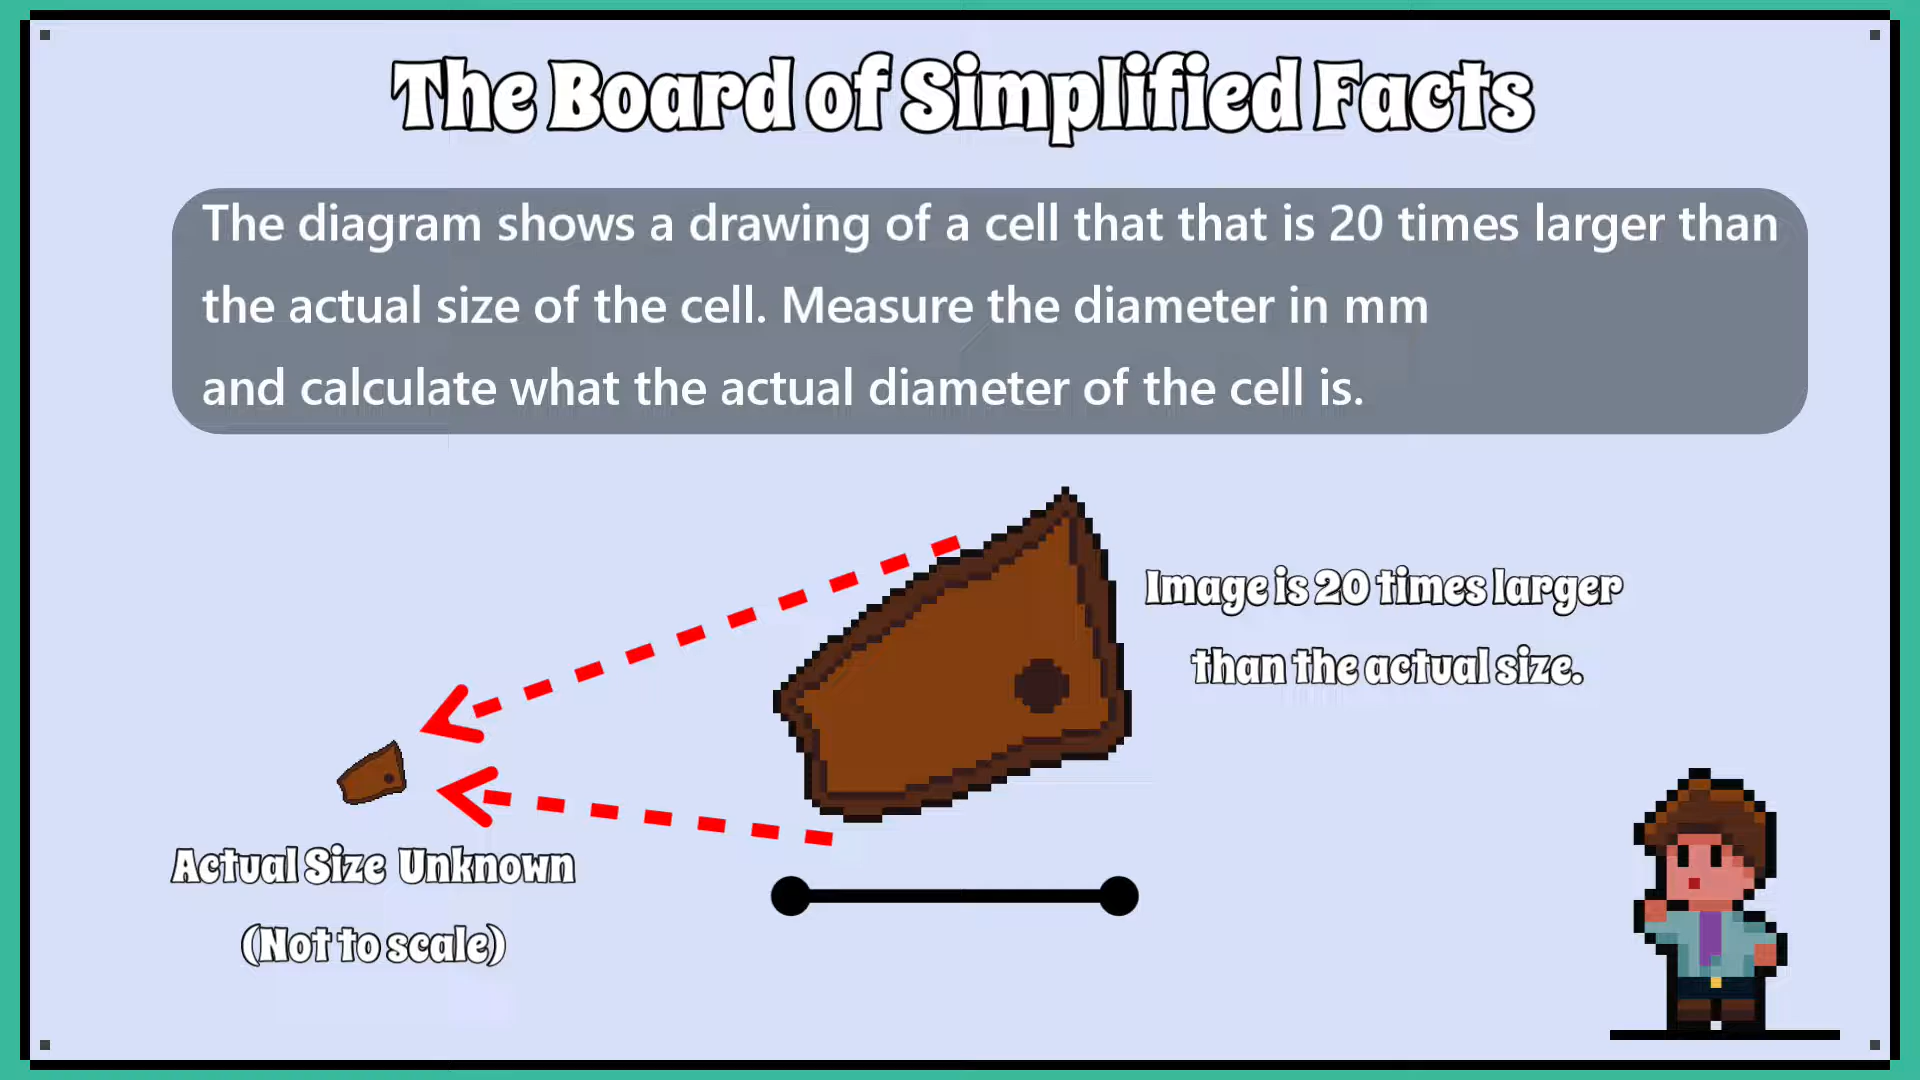 The Board of Simplified Facts
The diagram shows a drawing of a cell that that is 20 times larger than
the actual size of the cell. Measure the diameter in mm
and calculate what the actual diameter of the cell is.
Image is 20 times larger
than the actual size.
Actual Size Unknown
(Not to scale)